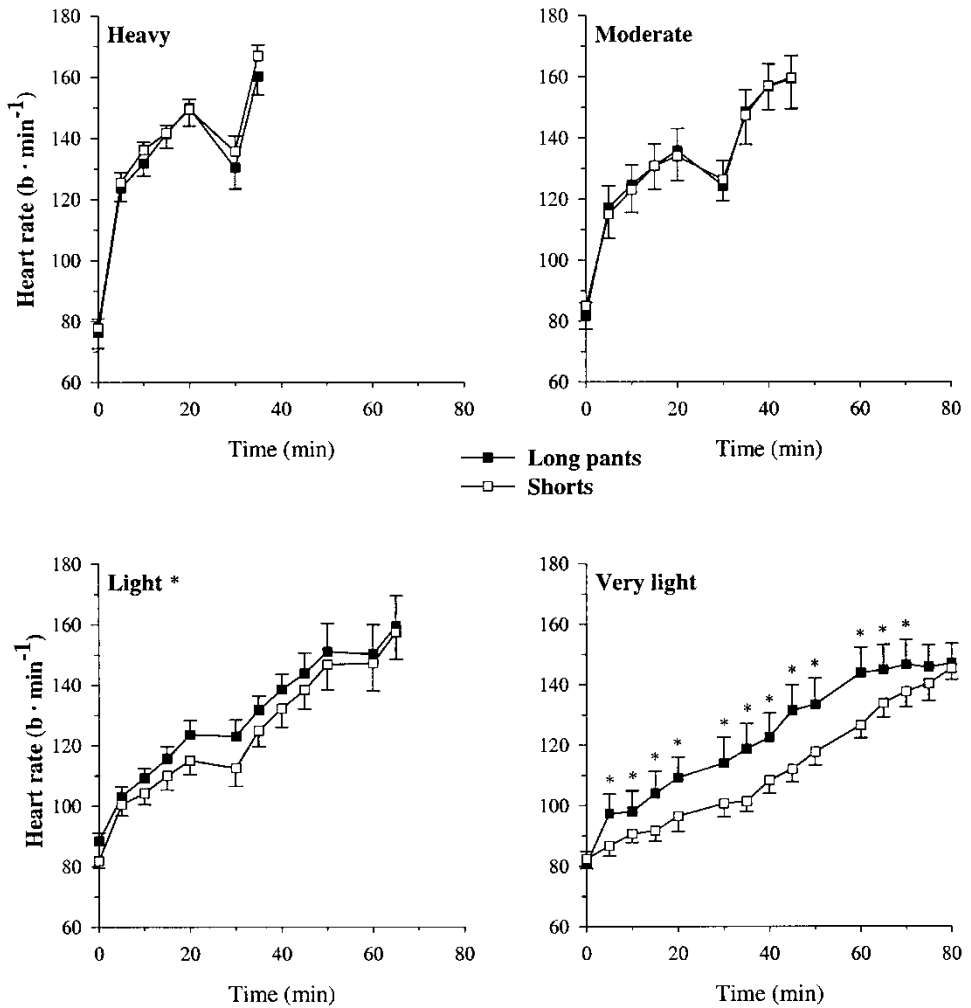 Heavy
Heart rate (b · min⁻¹)
180
160
140
120
100
80
60
0 20 40 60 80
Time (min)
Moderate
180
160
140
120
100
80
60
0 20 40 60 80
Time (min)
Long pants
Shorts
Light *
Heart rate (b · min⁻¹)
180
160
140
120
100
80
60
0 20 40 60 80
Time (min)
Very light
180
160
140
120
100
80
60
* * * * * * * * * * * *
0 20 40 60 80
Time (min)